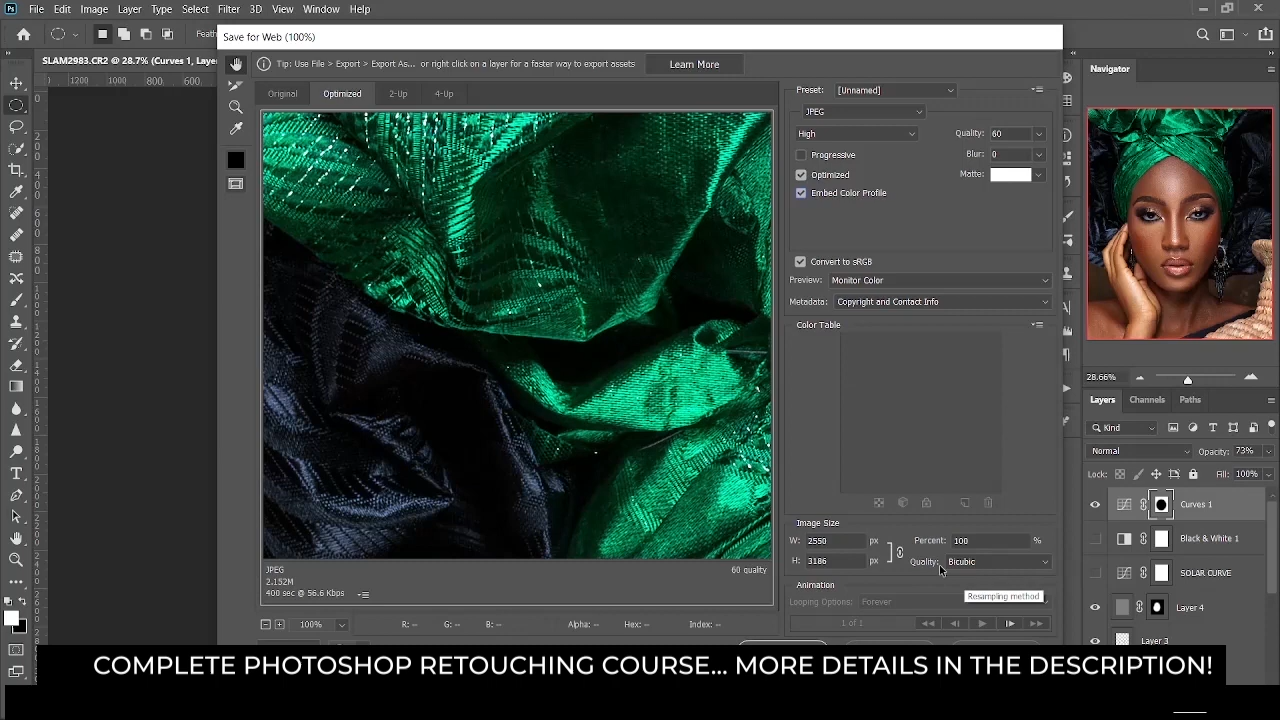 Ps File Edit Image Layer Type Select Filter 3D View Window Help
Save for Web (100%)
SLAM2983.CR2 @ 28.7% (Curves 1, Laye
1200 1000 800 600
Tip: Use File > Export > Export As... or right click on a layer for a faster way to export assets
Learn More
Original Optimized 2-Up 4-Up
Preset: [Unnamed]
JPEG
High
Quality: 60
Progressive
Blur: 0
Optimized
Matte:
Embed Color Profile
Convert to sRGB
Preview: Monitor Color
Metadata: Copyright and Contact Info
Color Table
Image Size
W: 2550 px
Percent: 100 %
H: 3186 px
Quality: Bicubic
Resampling method
Animation
Looping Options: Forever
1 of 1
JPEG
60 quality
2.152M
400 sec @ 56.6 Kbps
100% R: -- G: -- B: -- Alpha: -- Hex: -- Index: --
Navigator
28.66%
Layers Channels Paths
Kind
Normal Opacity: 73%
Lock: Fill: 100%
Curves 1
Black & White 1
SOLAR CURVE
Layer 4
Layer 3
COMPLETE PHOTOSHOP RETOUCHING COURSE... MORE DETAILS IN THE DESCRIPTION!